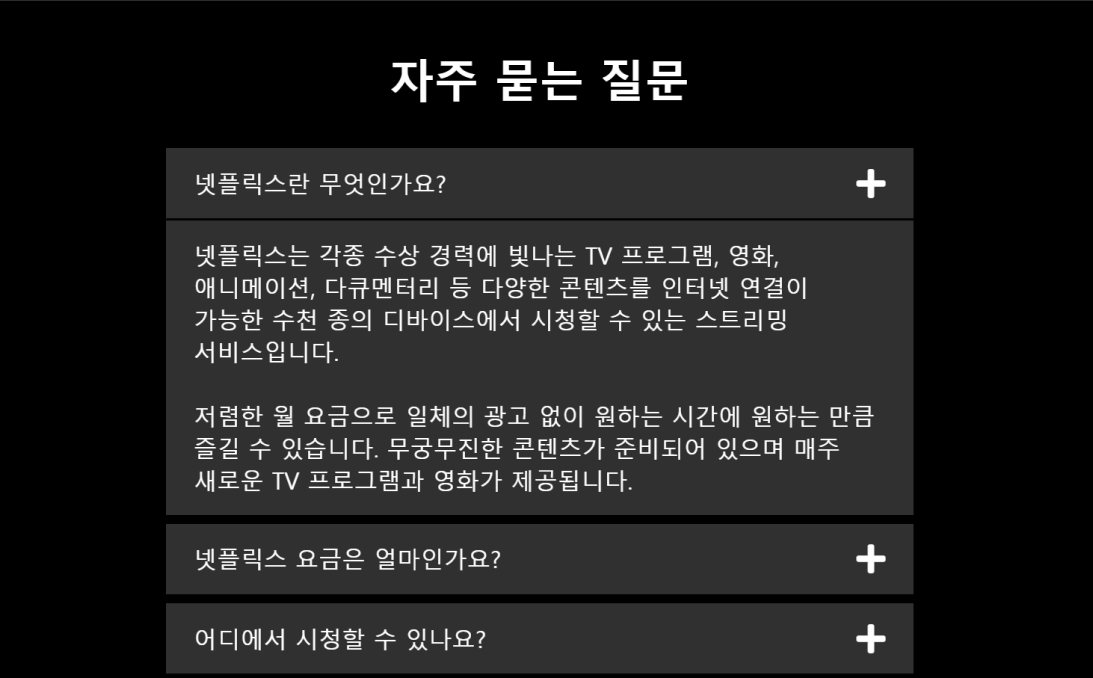 자주 묻는 질문
넷플릭스란 무엇인가요?
넷플릭스는 각종 수상 경력에 빛나는 TV 프로그램, 영화,
애니메이션, 다큐멘터리 등 다양한 콘텐츠를 인터넷 연결이
가능한 수천 종의 디바이스에서 시청할 수 있는 스트리밍
서비스입니다.
저렴한 월 요금으로 일체의 광고 없이 원하는 시간에 원하는 만큼
즐길 수 있습니다. 무궁무진한 콘텐츠가 준비되어 있으며 매주
새로운 TV 프로그램과 영화가 제공됩니다.
넷플릭스 요금은 얼마인가요?
어디에서 시청할 수 있나요?